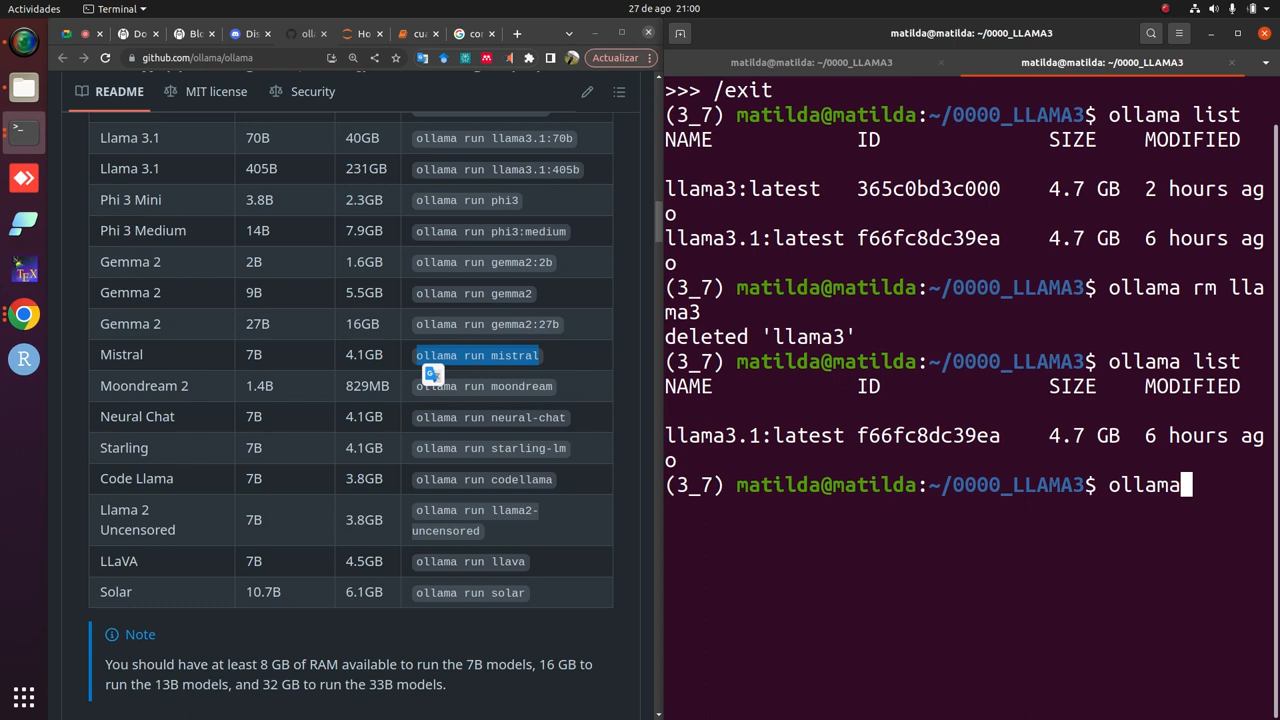 Actividades
Terminal
27 de ago 21:00
Do
Blo
Dis
oll
Ho
cu
cor
github.com/ollama/ollama
Actualizar
README
MIT license
Security
Llama 3.1 70B 40GB ollama run llama3.1:70b
Llama 3.1 405B 231GB ollama run llama3.1:405b
Phi 3 Mini 3.8B 2.3GB ollama run phi3
Phi 3 Medium 14B 7.9GB ollama run phi3:medium
Gemma 2 2B 1.6GB ollama run gemma2:2b
Gemma 2 9B 5.5GB ollama run gemma2
Gemma 2 27B 16GB ollama run gemma2:27b
Mistral 7B 4.1GB ollama run mistral
Moondream 2 1.4B 829MB ollama run moondream
Neural Chat 7B 4.1GB ollama run neural-chat
Starling 7B 4.1GB ollama run starling-lm
Code Llama 7B 3.8GB ollama run codellama
Llama 2 Uncensored 7B 3.8GB ollama run llama2-
uncensored
LLaVA 7B 4.5GB ollama run llava
Solar 10.7B 6.1GB ollama run solar
Note
You should have at least 8 GB of RAM available to run the 7B models, 16 GB to
run the 13B models, and 32 GB to run the 33B models.
matilda@matilda: ~/0000_LLAMA3
matilda@matilda: ~/0000_LLAMA3
matilda@matilda: ~/0000_LLAMA3
>>> /exit
(3_7) matilda@matilda:~/0000_LLAMA3$ ollama list
NAME ID SIZE MODIFIED
llama3:latest 365c0bd3c000 4.7 GB 2 hours ag
o
llama3.1:latest f66fc8dc39ea 4.7 GB 6 hours ag
o
(3_7) matilda@matilda:~/0000_LLAMA3$ ollama rm lla
ma3
deleted 'llama3'
(3_7) matilda@matilda:~/0000_LLAMA3$ ollama list
NAME ID SIZE MODIFIED
llama3.1:latest f66fc8dc39ea 4.7 GB 6 hours ag
o
(3_7) matilda@matilda:~/0000_LLAMA3$ ollama